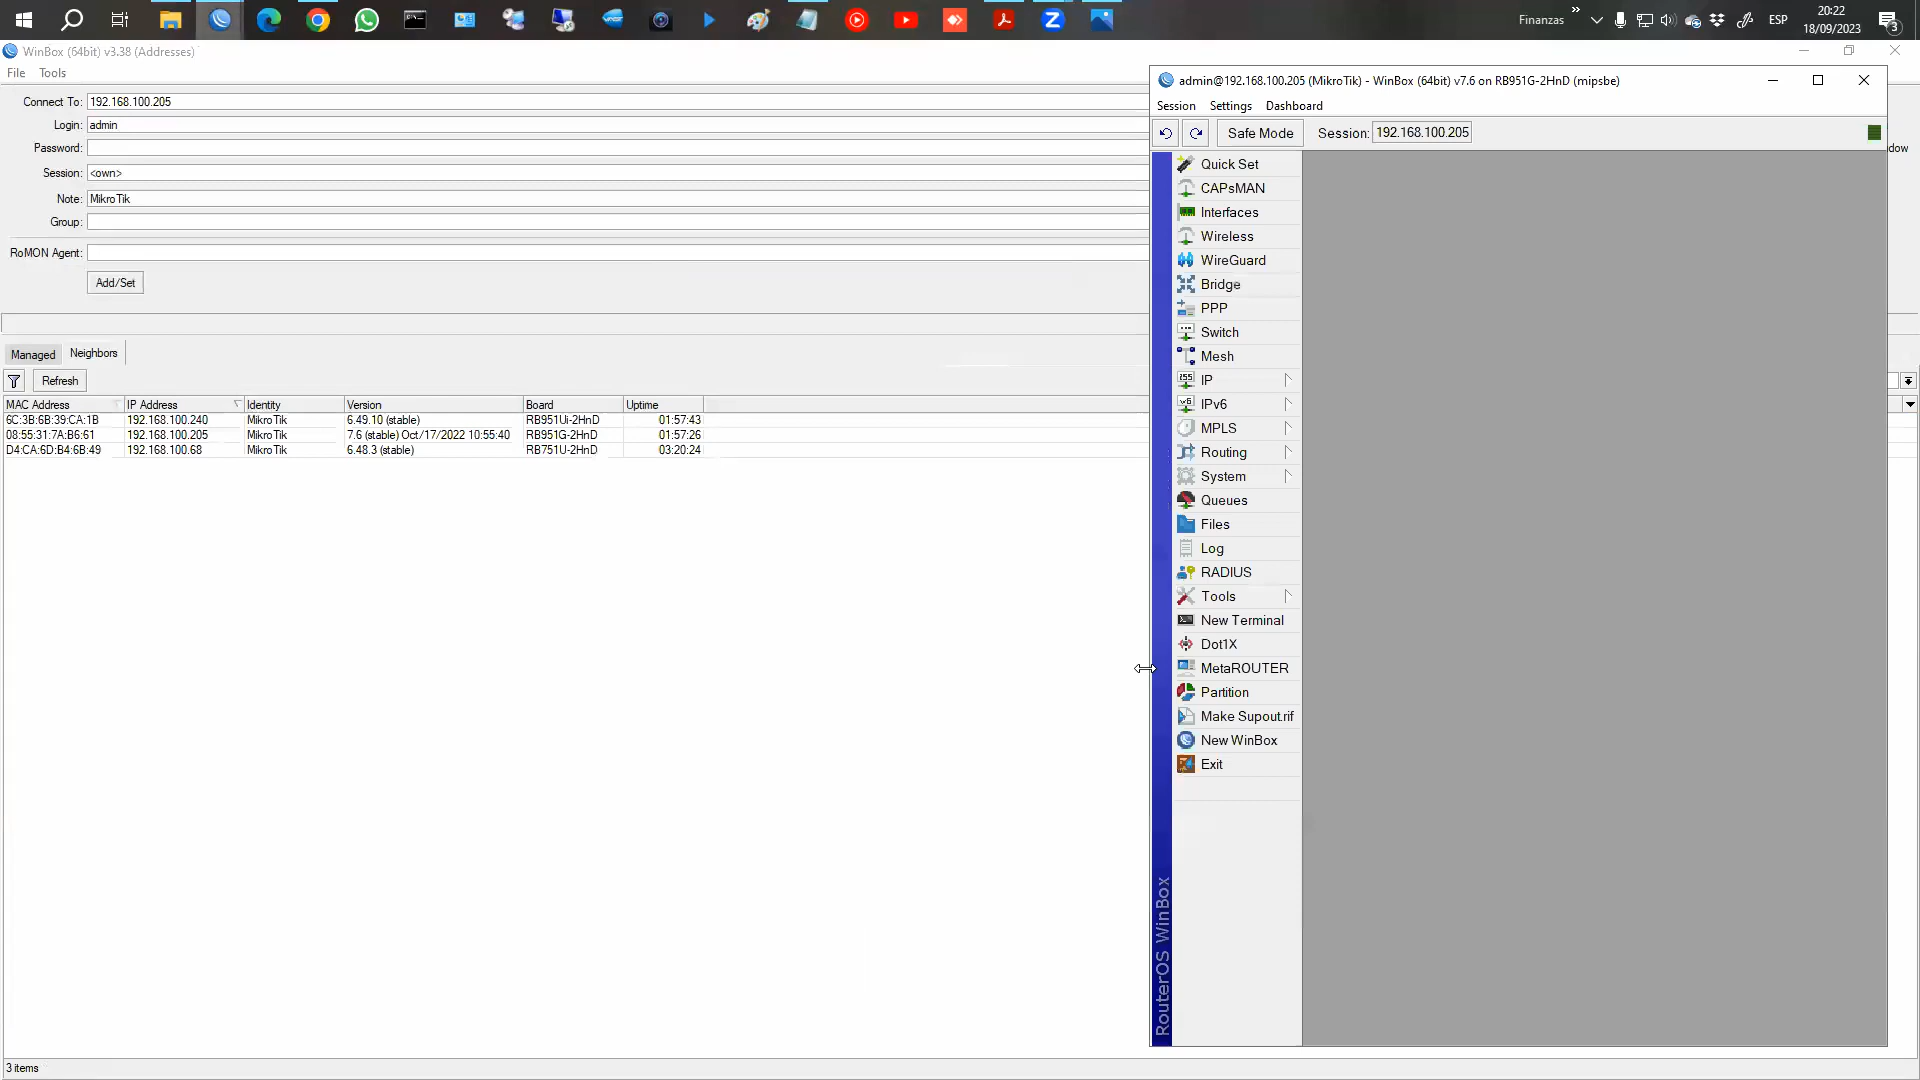 Finanzas
»
ESP
20:22
18/09/2023
3
WinBox (64bit) v3.38 (Addresses)
File Tools
Connect To: 192.168.100.205
Login: admin
Password:
Session: <own>
Note: MikroTik
Group:
RoMON Agent:
Add/Set
Managed Neighbors
Refresh
MAC Address IP Address Identity Version Board Uptime
6C:3B:6B:39:CA:1B 192.168.100.240 MikroTik 6.49.10 (stable) RB951Ui-2HnD 01:57:43
08:55:31:7A:B6:61 192.168.100.205 MikroTik 7.6 (stable) Oct/17/2022 10:55:40 RB951G-2HnD 01:57:26
D4:CA:6D:B4:6B:49 192.168.100.68 MikroTik 6.48.3 (stable) RB751U-2HnD 03:20:24
3 items
admin@192.168.100.205 (MikroTik) - WinBox (64bit) v7.6 on RB951G-2HnD (mipsbe)
Session Settings Dashboard
Safe Mode Session: 192.168.100.205
dow
Quick Set
CAPsMAN
Interfaces
Wireless
WireGuard
Bridge
PPP
Switch
Mesh
IP
IPv6
MPLS
Routing
System
Queues
Files
Log
RADIUS
Tools
New Terminal
Dot1X
MetaROUTER
Partition
Make Supout.rif
New WinBox
Exit
RouterOS WinBox